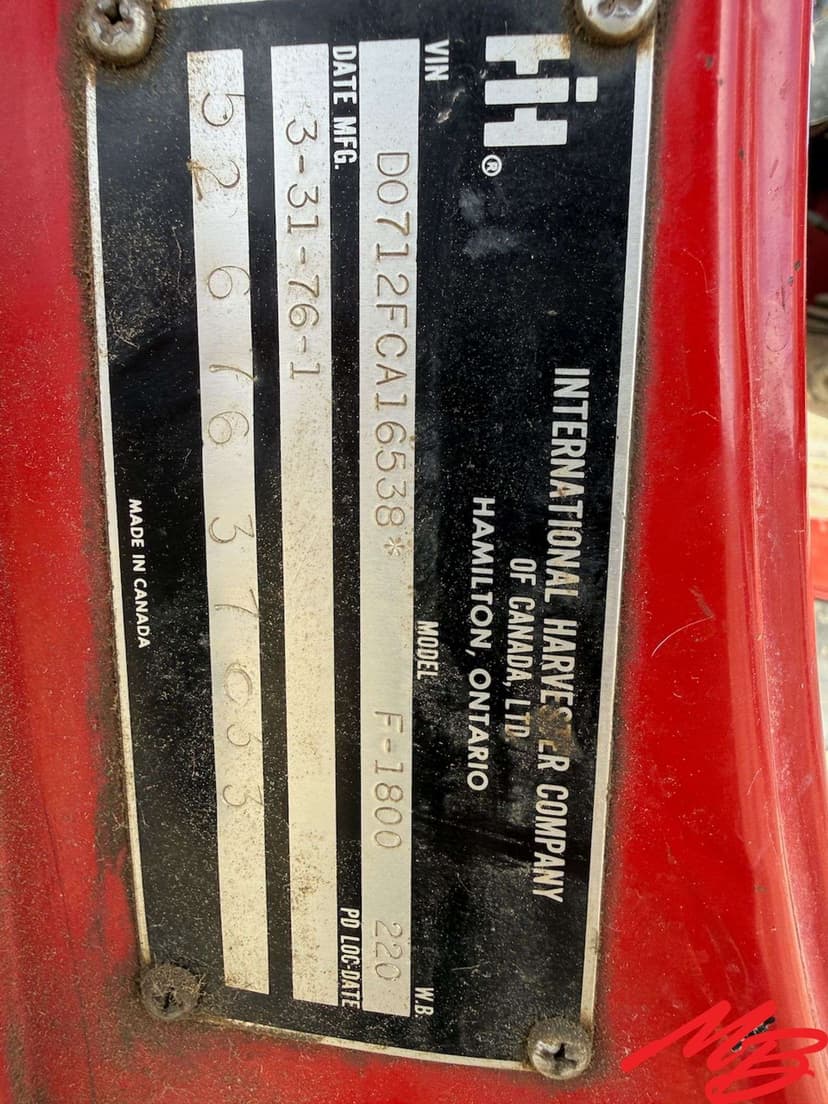 IH ®
INTERNATIONAL HARVESTER COMPANY
OF CANADA, LTD
HAMILTON, ONTARIO
VIN MODEL W.B.
D0712FCA16538* F-1800 220
DATE MFG. PD LOC-DATE
3-31-76-1
MADE IN CANADA
MB